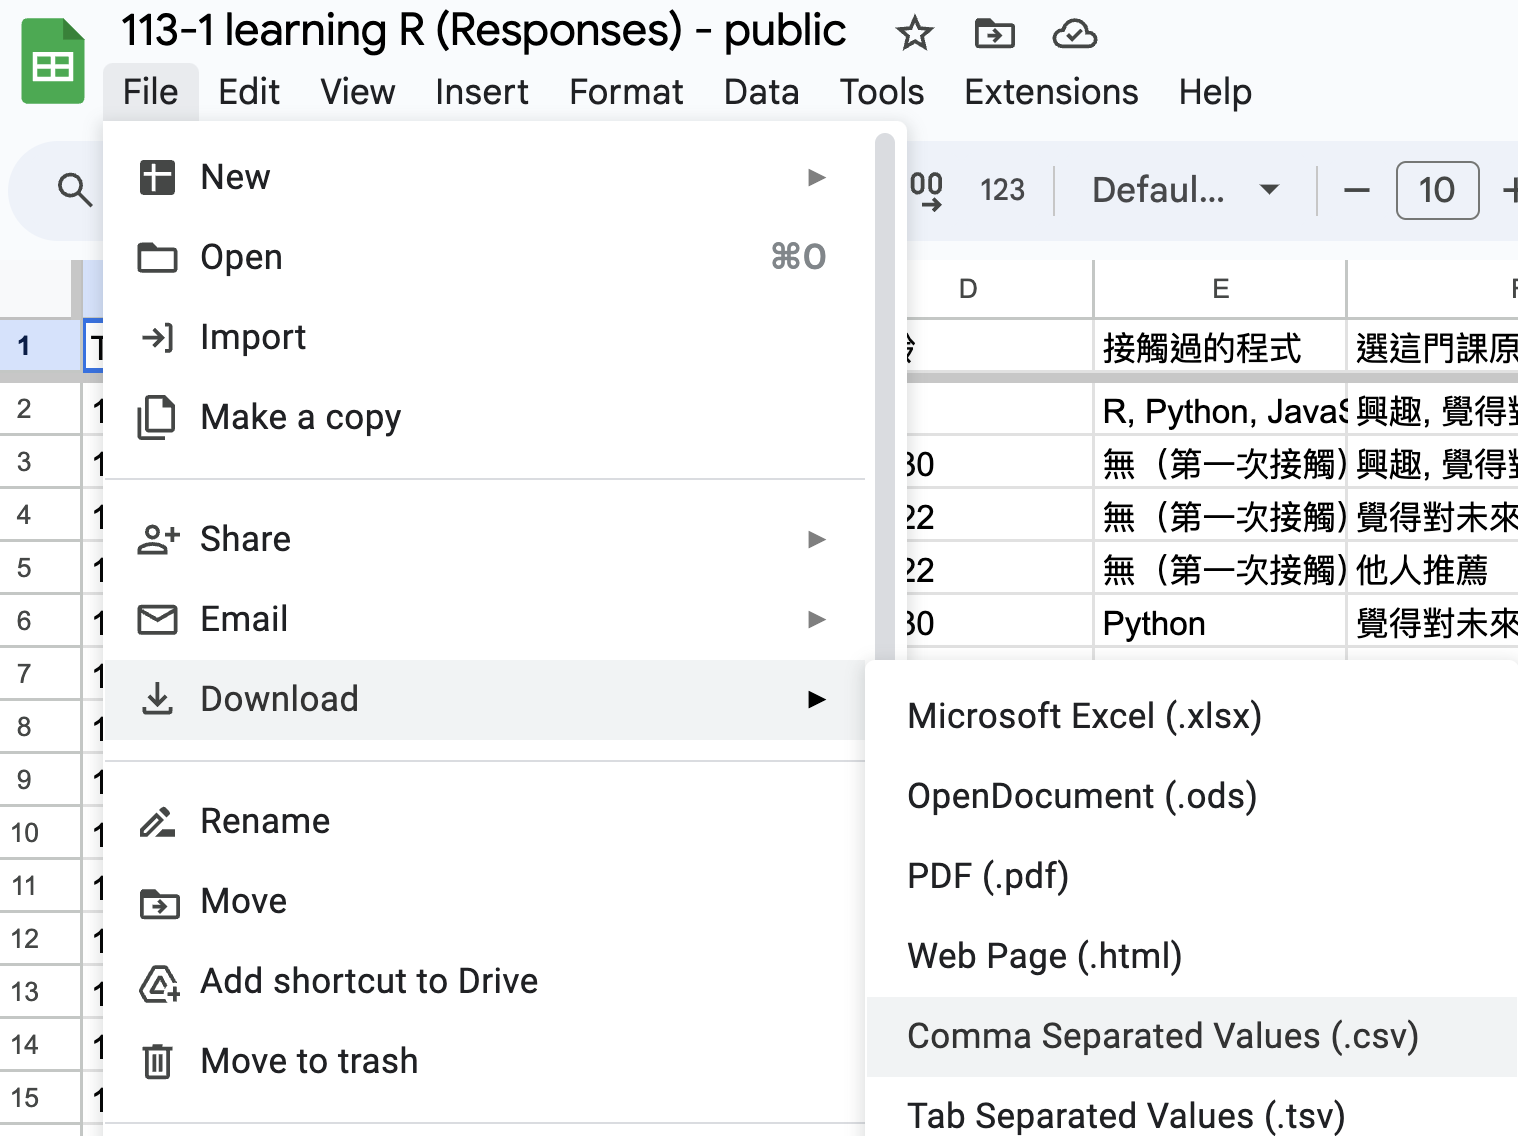 113-1 learning R (Responses) - public
File Edit View Insert Format Data Tools Extensions Help
New
00 123 Defaul... 10
Open ⌘O
D E
Import
1 接觸過的程式 選這門課原
2 R, Python, Java 興趣, 覺得對
Make a copy
3 30 無（第一次接觸) 興趣, 覺得對
4 22 無（第一次接觸) 覺得對未來
Share
5 22 無（第一次接觸) 他人推薦
Email
6 30 Python 覺得對未來
7
Download
Microsoft Excel (.xlsx)
8
9
OpenDocument (.ods)
Rename
10
PDF (.pdf)
11
Move
12
Web Page (.html)
Add shortcut to Drive
13
14
Comma Separated Values (.csv)
Move to trash
15
Tab Separated Values (.tsv)